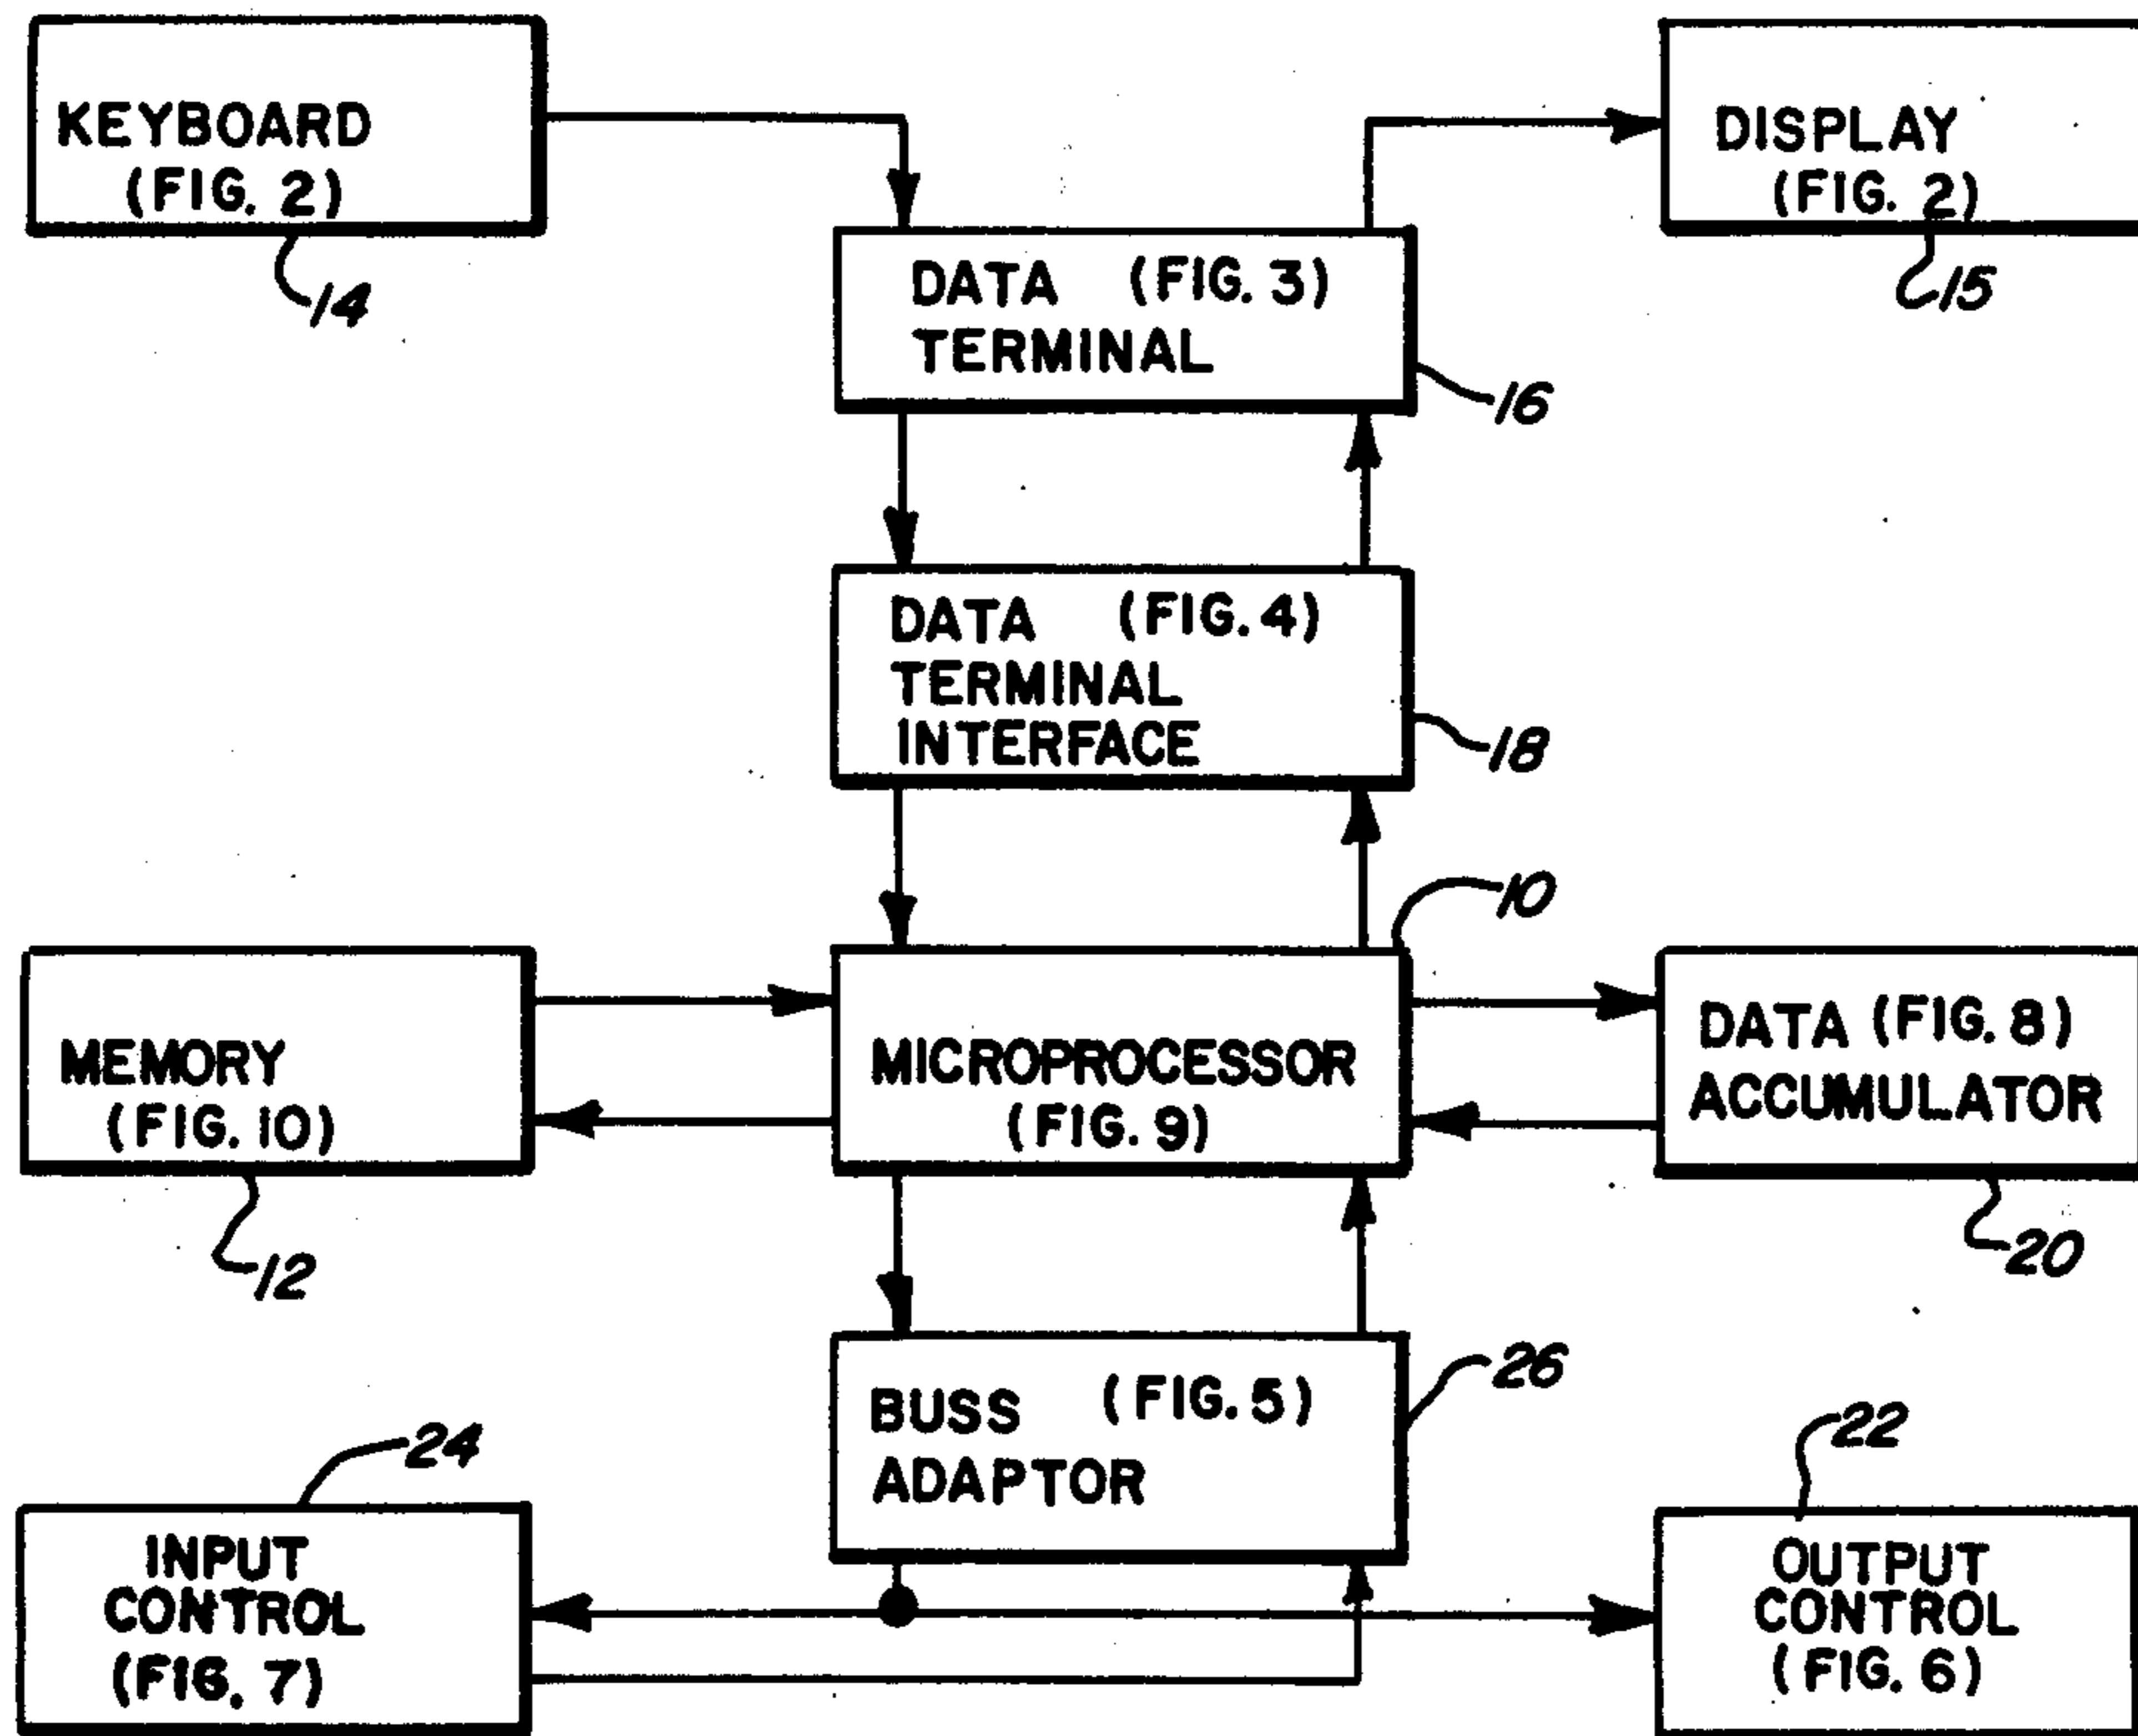 KEYBOARD
(FIG. 2)
14
DISPLAY
(FIG. 2)
15
DATA (FIG. 3)
TERMINAL
16
DATA (FIG. 4)
TERMINAL
INTERFACE
18
10
MEMORY
(FIG. 10)
12
MICROPROCESSOR
(FIG. 9)
DATA (FIG. 8)
ACCUMULATOR
20
BUSS (FIG. 5)
ADAPTOR
26
24
INPUT
CONTROL
(FIG. 7)
22
OUTPUT
CONTROL
(FIG. 6)